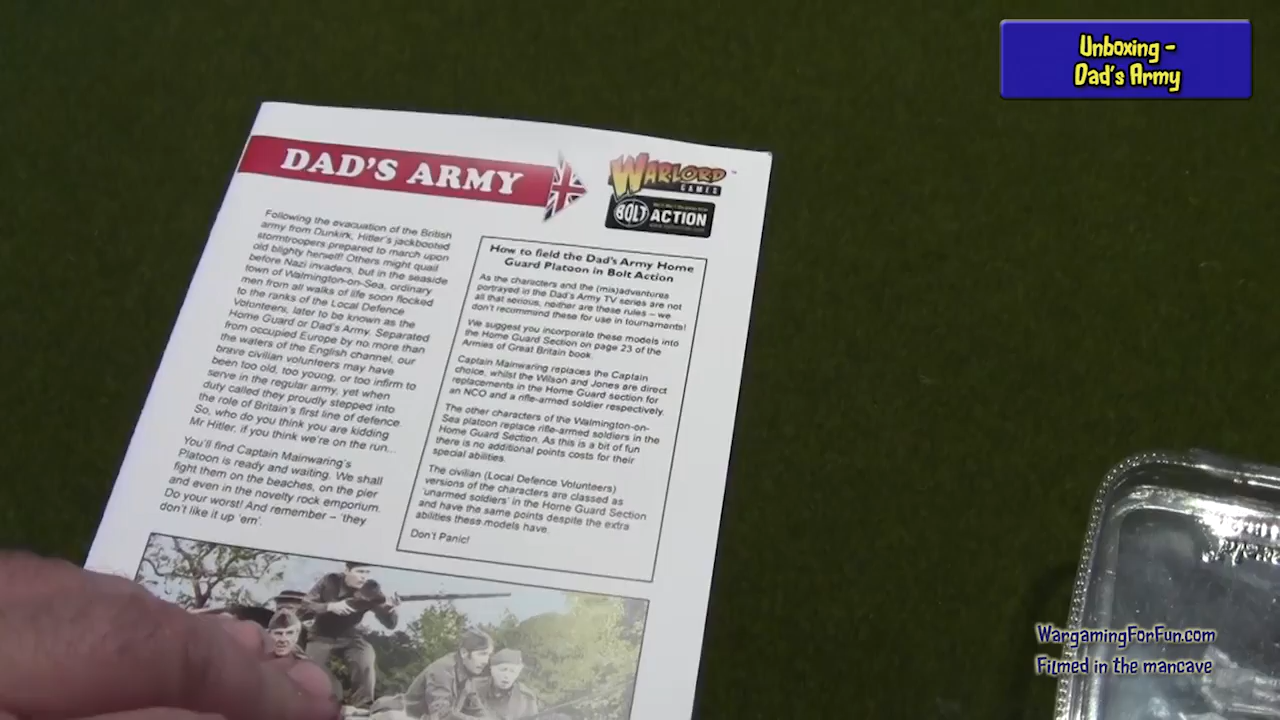 Unboxing -
Dad's Army
DAD'S ARMY
WARLORD
GAMES
BOLT ACTION
Following the evacuation of the British
army from Dunkirk, Hitler's jackbooted
stormtroopers prepared to march upon
old blighty herself! Others might quail
before Nazi invaders, but in the seaside
town of Walmington-on-Sea, ordinary
men from all walks of life soon flocked
to the ranks of the Local Defence
Volunteers, later to be known as the
Home Guard or Dad's Army. Separated
from occupied Europe by no more than
the waters of the English channel, our
brave civilian volunteers may have
been too old, too young, or too infirm to
serve in the regular army, yet when
duty called they proudly stepped into
the role of Britain's first line of defence.
So, who do you think you are kidding
Mr Hitler, if you think we're on the run...
You'll find Captain Mainwaring's
Platoon is ready and waiting. We shall
fight them on the beaches, on the pier
and even in the novelty rock emporium.
Do your worst! And remember – 'they
don't like it up 'em'.
How to field the Dad's Army Home
Guard Platoon in Bolt Action
As the characters and the (mis)adventures
portrayed in the Dad's Army TV series are not
all that serious, neither are these rules – we
don't recommend these for use in tournaments!
We suggest you incorporate these models into
the Home Guard Section on page 23 of the
Armies of Great Britain book.
Captain Mainwaring replaces the Captain
choice, whilst the Wilson and Jones are direct
replacements in the Home Guard section for
an NCO and a rifle-armed soldier respectively.
The other characters of the Walmington-on-
Sea platoon replace rifle-armed soldiers in the
Home Guard Section. As this is a bit of fun
there is no additional points costs for their
special abilities.
The civilian (Local Defence Volunteers)
versions of the characters are classed as
'unarmed soldiers' in the Home Guard Section
and have the same points despite the extra
abilities these models have.
Don't Panic!
WargamingForFun.com
Filmed in the mancave